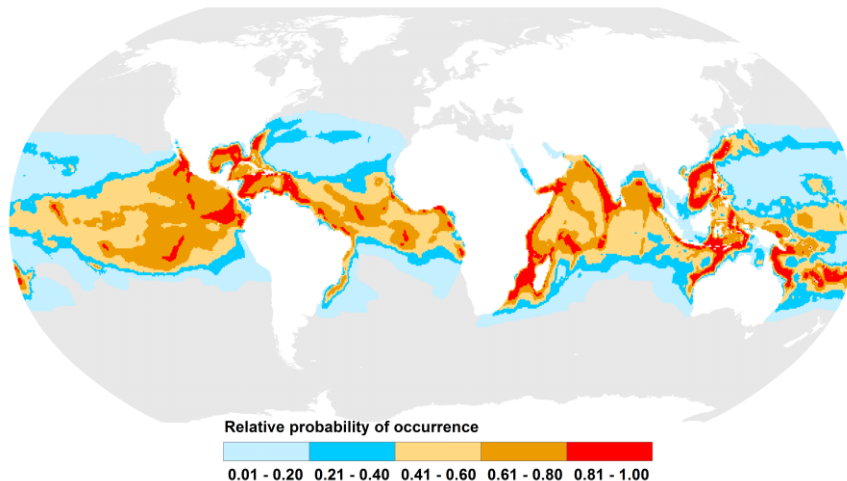 Relative probability of occurrence
0.01 - 0.20 0.21 - 0.40 0.41 - 0.60 0.61 - 0.80 0.81 - 1.00